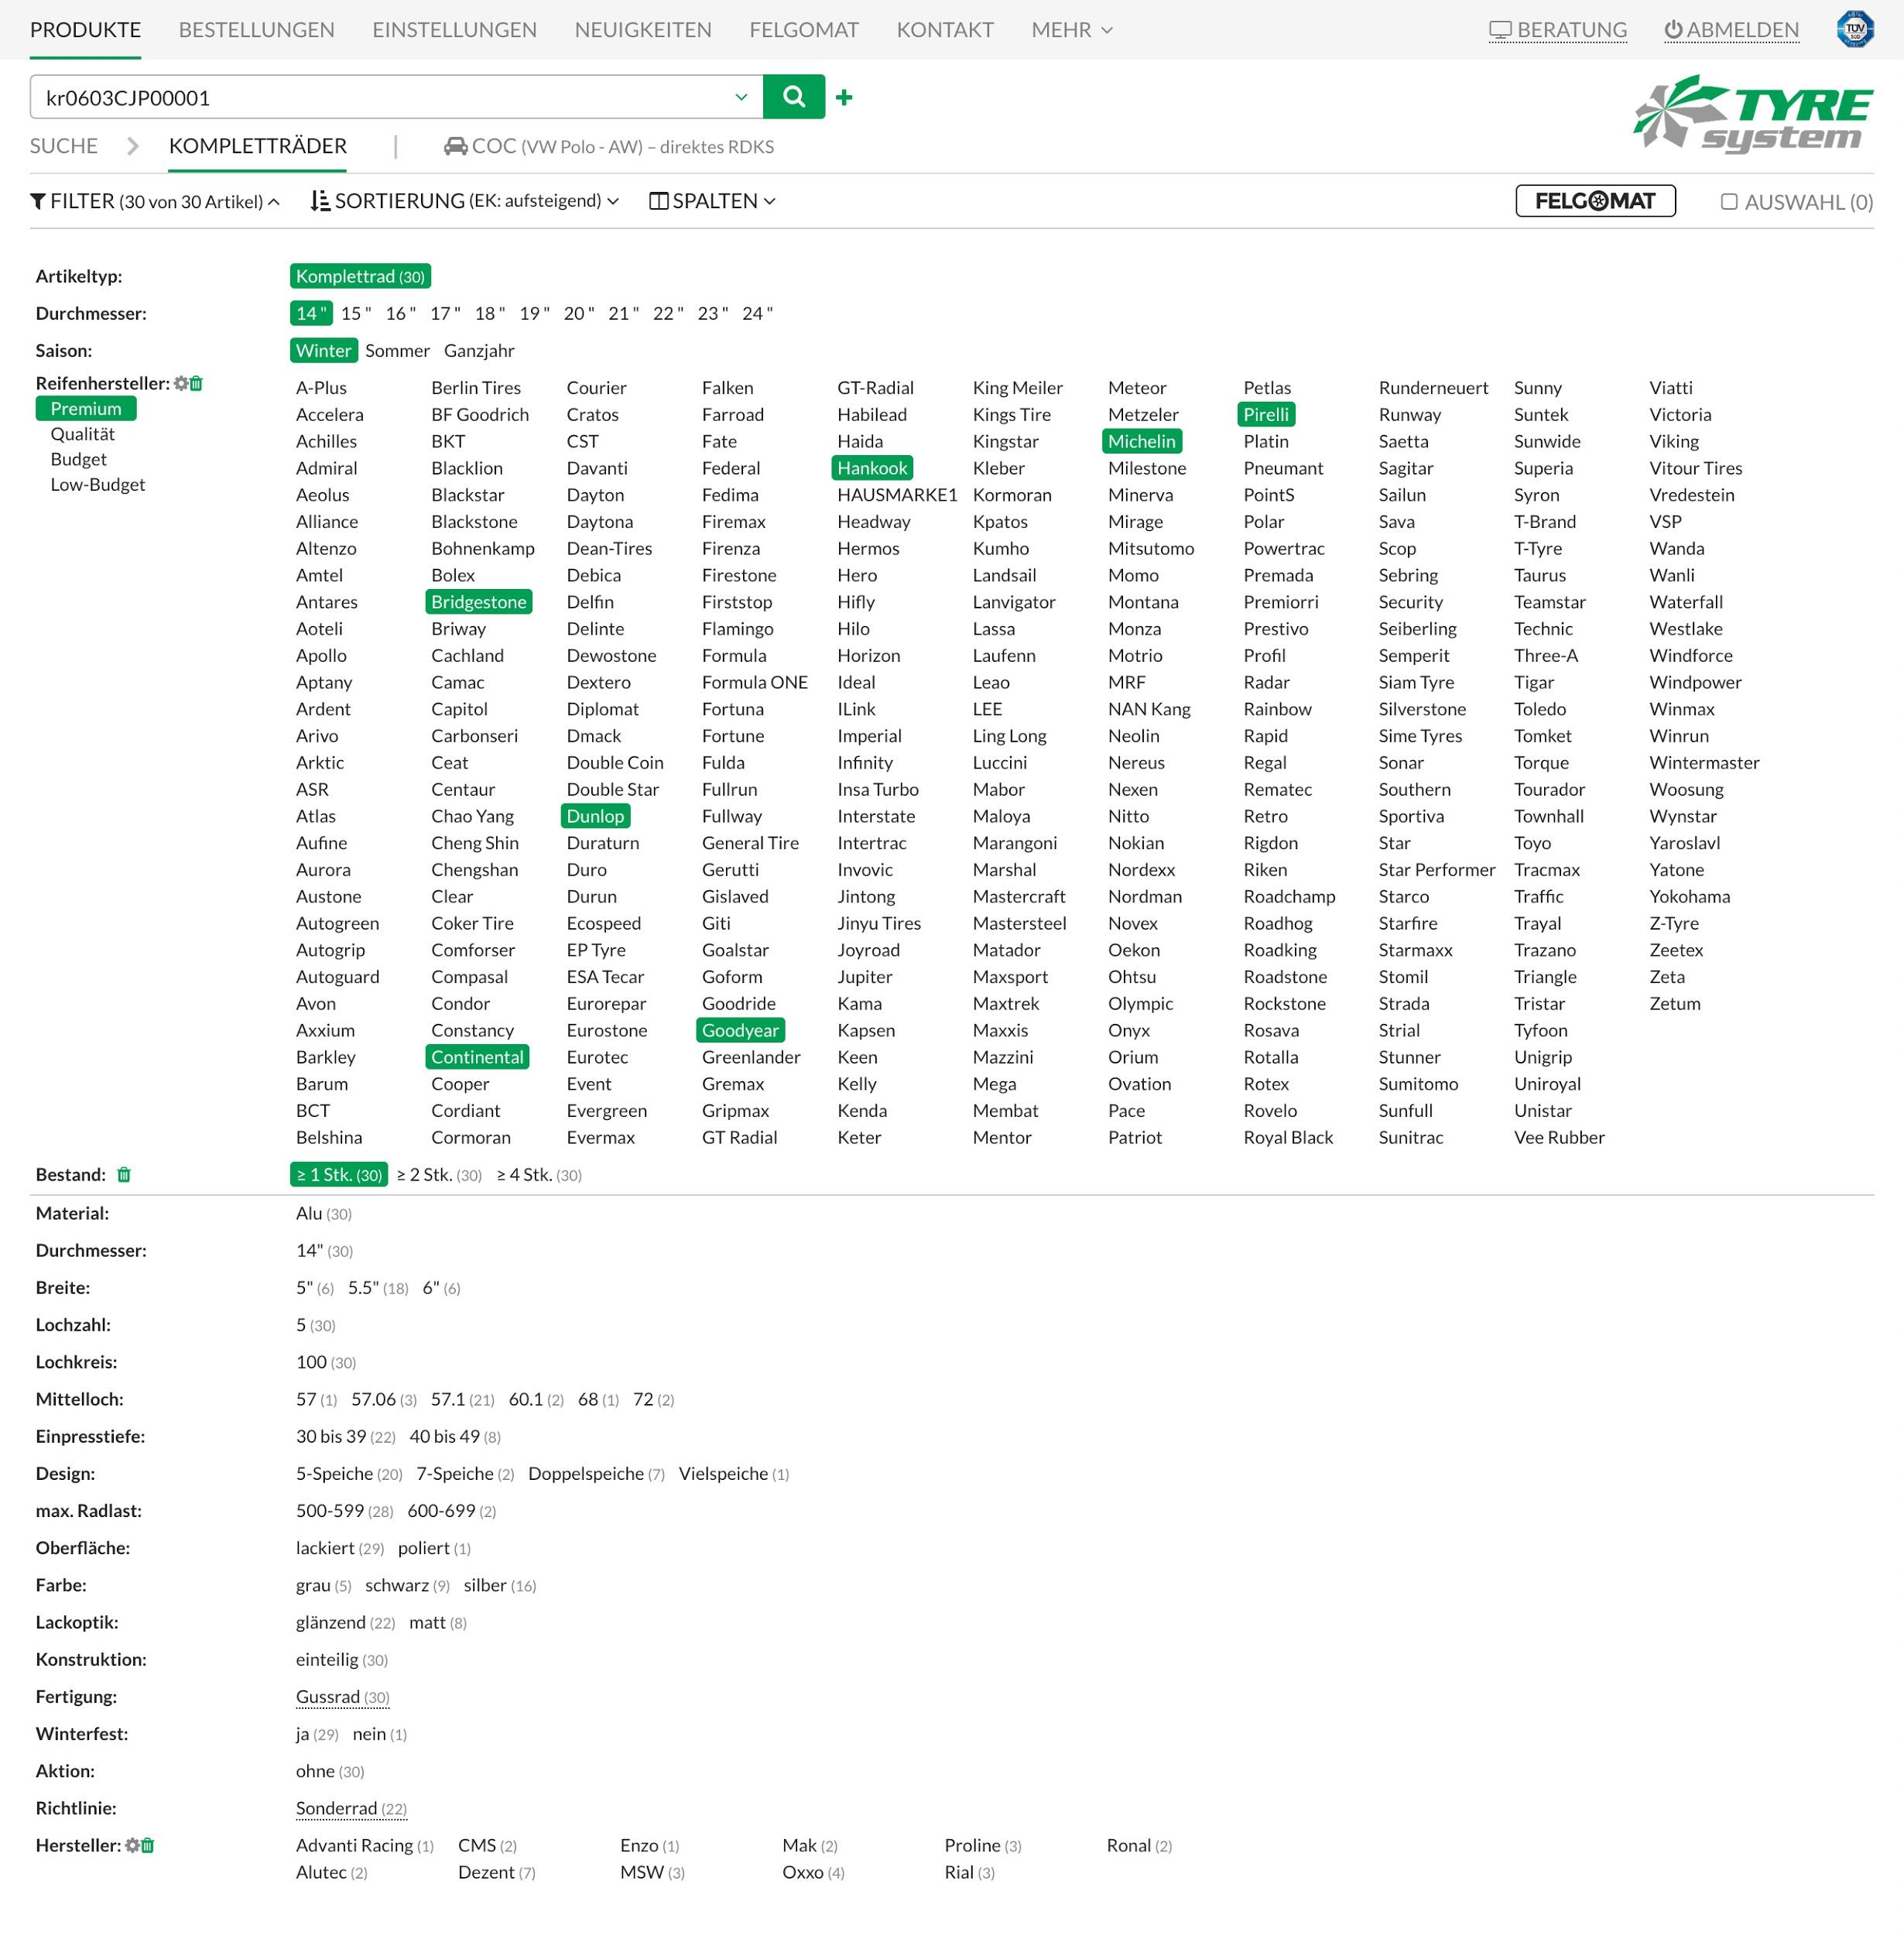 PRODUKTE BESTELLUNGEN EINSTELLUNGEN NEUIGKEITEN FELGOMAT KONTAKT MEHR BERATUNG ABMELDEN TÜV SÜD
kr0603CJP00001
TYRE
system
SUCHE KOMPLETTRÄDER | COC (VW Polo - AW) – direktes RDKS
FILTER (30 von 30 Artikel) SORTIERUNG (EK: aufsteigend) SPALTEN FELGOMAT AUSWAHL (0)
Artikeltyp: Komplettrad (30)
Durchmesser: 14 " 15 " 16 " 17 " 18 " 19 " 20 " 21 " 22 " 23 " 24 "
Saison: Winter Sommer Ganzjahr
Reifenhersteller:
Premium
Qualität
Budget
Low-Budget
A-Plus Berlin Tires Courier Falken GT-Radial King Meiler Meteor Petlas Runderneuert Sunny Viatti
Accelera BF Goodrich Cratos Farroad Habilead Kings Tire Metzeler Pirelli Runway Suntek Victoria
Achilles BKT CST Fate Haida Kingstar Michelin Platin Saetta Sunwide Viking
Admiral Blacklion Davanti Federal Hankook Kleber Milestone Pneumant Sagitar Superia Vitour Tires
Aeolus Blackstar Dayton Fedima HAUSMARKE1 Kormoran Minerva PointS Sailun Syron Vredestein
Alliance Blackstone Daytona Firemax Headway Kpatos Mirage Polar Sava T-Brand VSP
Altenzo Bohnenkamp Dean-Tires Firenza Hermos Kumho Mitsutomo Powertrac Scop T-Tyre Wanda
Amtel Bolex Debica Firestone Hero Landsail Momo Premada Sebring Taurus Wanli
Antares Bridgestone Delfin Firststop Hifly Lanvigator Montana Premiorri Security Teamstar Waterfall
Aoteli Briway Delinte Flamingo Hilo Lassa Monza Prestivo Seiberling Technic Westlake
Apollo Cachland Dewostone Formula Horizon Laufenn Motrio Profil Semperit Three-A Windforce
Aptany Camac Dextero Formula ONE Ideal Leao MRF Radar Siam Tyre Tigar Windpower
Ardent Capitol Diplomat Fortuna ILink LEE NAN Kang Rainbow Silverstone Toledo Winmax
Arivo Carbonseri Dmack Fortune Imperial Ling Long Neolin Rapid Sime Tyres Tomket Winrun
Arktic Ceat Double Coin Fulda Infinity Luccini Nereus Regal Sonar Torque Wintermaster
ASR Centaur Double Star Fullrun Insa Turbo Mabor Nexen Rematec Southern Tourador Woosung
Atlas Chao Yang Dunlop Fullway Interstate Maloya Nitto Retro Sportiva Townhall Wynstar
Aufine Cheng Shin Duraturn General Tire Intertrac Marangoni Nokian Rigdon Star Toyo Yaroslavl
Aurora Chengshan Duro Gerutti Invovic Marshal Nordexx Riken Star Performer Tracmax Yatone
Austone Clear Durun Gislaved Jintong Mastercraft Nordman Roadchamp Starco Traffic Yokohama
Autogreen Coker Tire Ecospeed Giti Jinyu Tires Mastersteel Novex Roadhog Starfire Trayal Z-Tyre
Autogrip Comforser EP Tyre Goalstar Joyroad Matador Oekon Roadking Starmaxx Trazano Zeetex
Autoguard Compasal ESA Tecar Goform Jupiter Maxsport Ohtsu Roadstone Stomil Triangle Zeta
Avon Condor Eurorepar Goodride Kama Maxtrek Olympic Rockstone Strada Tristar Zetum
Axxium Constancy Eurostone Goodyear Kapsen Maxxis Onyx Rosava Strial Tyfoon
Barkley Continental Eurotec Greenlander Keen Mazzini Orium Rotalla Stunner Unigrip
Barum Cooper Event Gremax Kelly Mega Ovation Rotex Sumitomo Uniroyal
BCT Cordiant Evergreen Gripmax Kenda Membat Pace Rovelo Sunfull Unistar
Belshina Cormoran Evermax GT Radial Keter Mentor Patriot Royal Black Sunitrac Vee Rubber
Bestand: ≥ 1 Stk. (30) ≥ 2 Stk. (30) ≥ 4 Stk. (30)
Material: Alu (30)
Durchmesser: 14" (30)
Breite: 5" (6) 5.5" (18) 6" (6)
Lochzahl: 5 (30)
Lochkreis: 100 (30)
Mittelloch: 57 (1) 57.06 (3) 57.1 (21) 60.1 (2) 68 (1) 72 (2)
Einpresstiefe: 30 bis 39 (22) 40 bis 49 (8)
Design: 5-Speiche (20) 7-Speiche (2) Doppelspeiche (7) Vielspeiche (1)
max. Radlast: 500-599 (28) 600-699 (2)
Oberfläche: lackiert (29) poliert (1)
Farbe: grau (5) schwarz (9) silber (16)
Lackoptik: glänzend (22) matt (8)
Konstruktion: einteilig (30)
Fertigung: Gussrad (30)
Winterfest: ja (29) nein (1)
Aktion: ohne (30)
Richtlinie: Sonderrad (22)
Hersteller: Advanti Racing (1) CMS (2) Enzo (1) Mak (2) Proline (3) Ronal (2)
Alutec (2) Dezent (7) MSW (3) Oxxo (4) Rial (3)